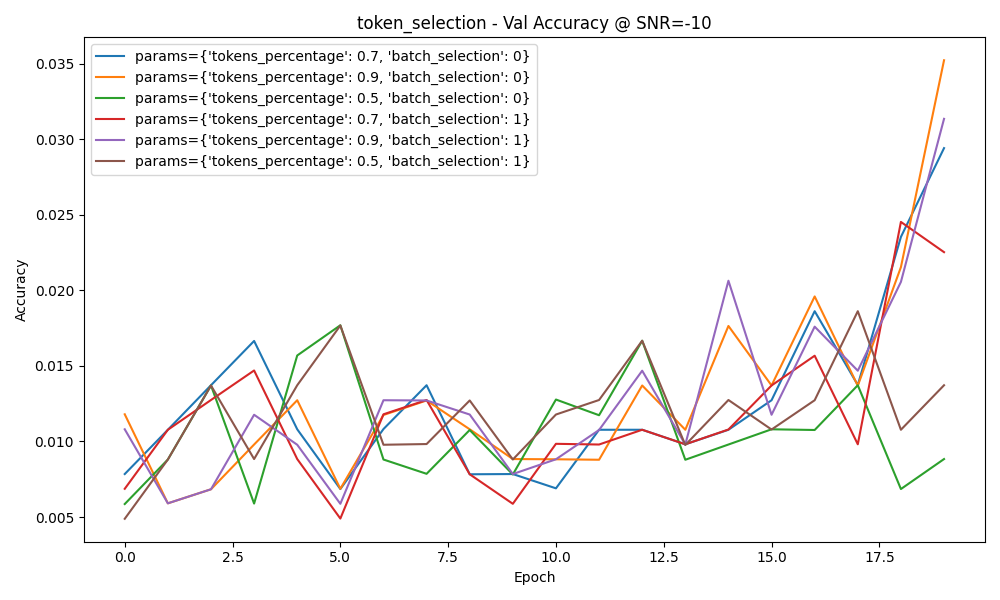 token_selection - Val Accuracy @ SNR=-10
params={'tokens_percentage': 0.7, 'batch_selection': 0}
params={'tokens_percentage': 0.9, 'batch_selection': 0}
params={'tokens_percentage': 0.5, 'batch_selection': 0}
params={'tokens_percentage': 0.7, 'batch_selection': 1}
params={'tokens_percentage': 0.9, 'batch_selection': 1}
params={'tokens_percentage': 0.5, 'batch_selection': 1}
0.035
0.030
0.025
0.020
0.015
0.010
0.005
Accuracy
0.0 2.5 5.0 7.5 10.0 12.5 15.0 17.5
Epoch